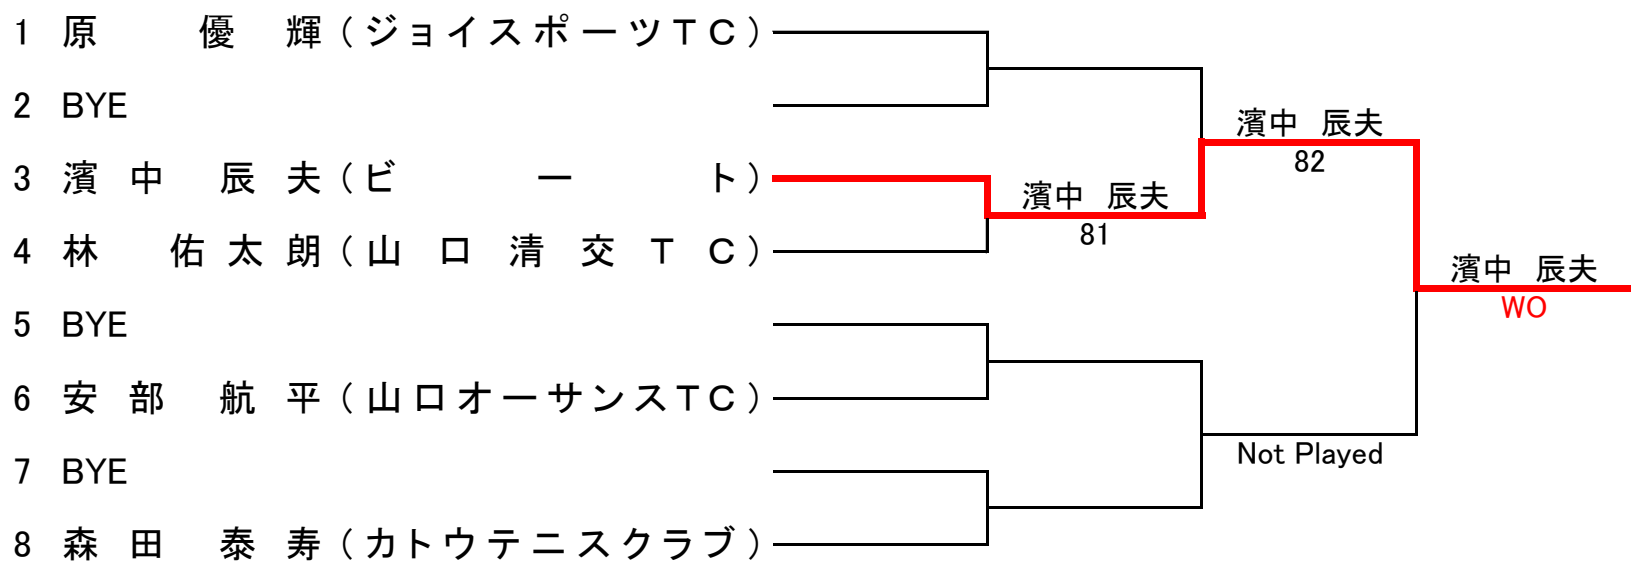 1 原 優 輝(ジョイスポーツTC)
2 BYE
濱中 辰夫
82
3 濱 中 辰 夫(ビート)
濱中 辰夫
81
4 林 佑 太 朗(山 口 清 交 T C)
濱中 辰夫
WO
5 BYE
6 安 部 航 平(山口オーサンスTC)
Not Played
7 BYE
8 森 田 泰 寿(カトウテニスクラブ)